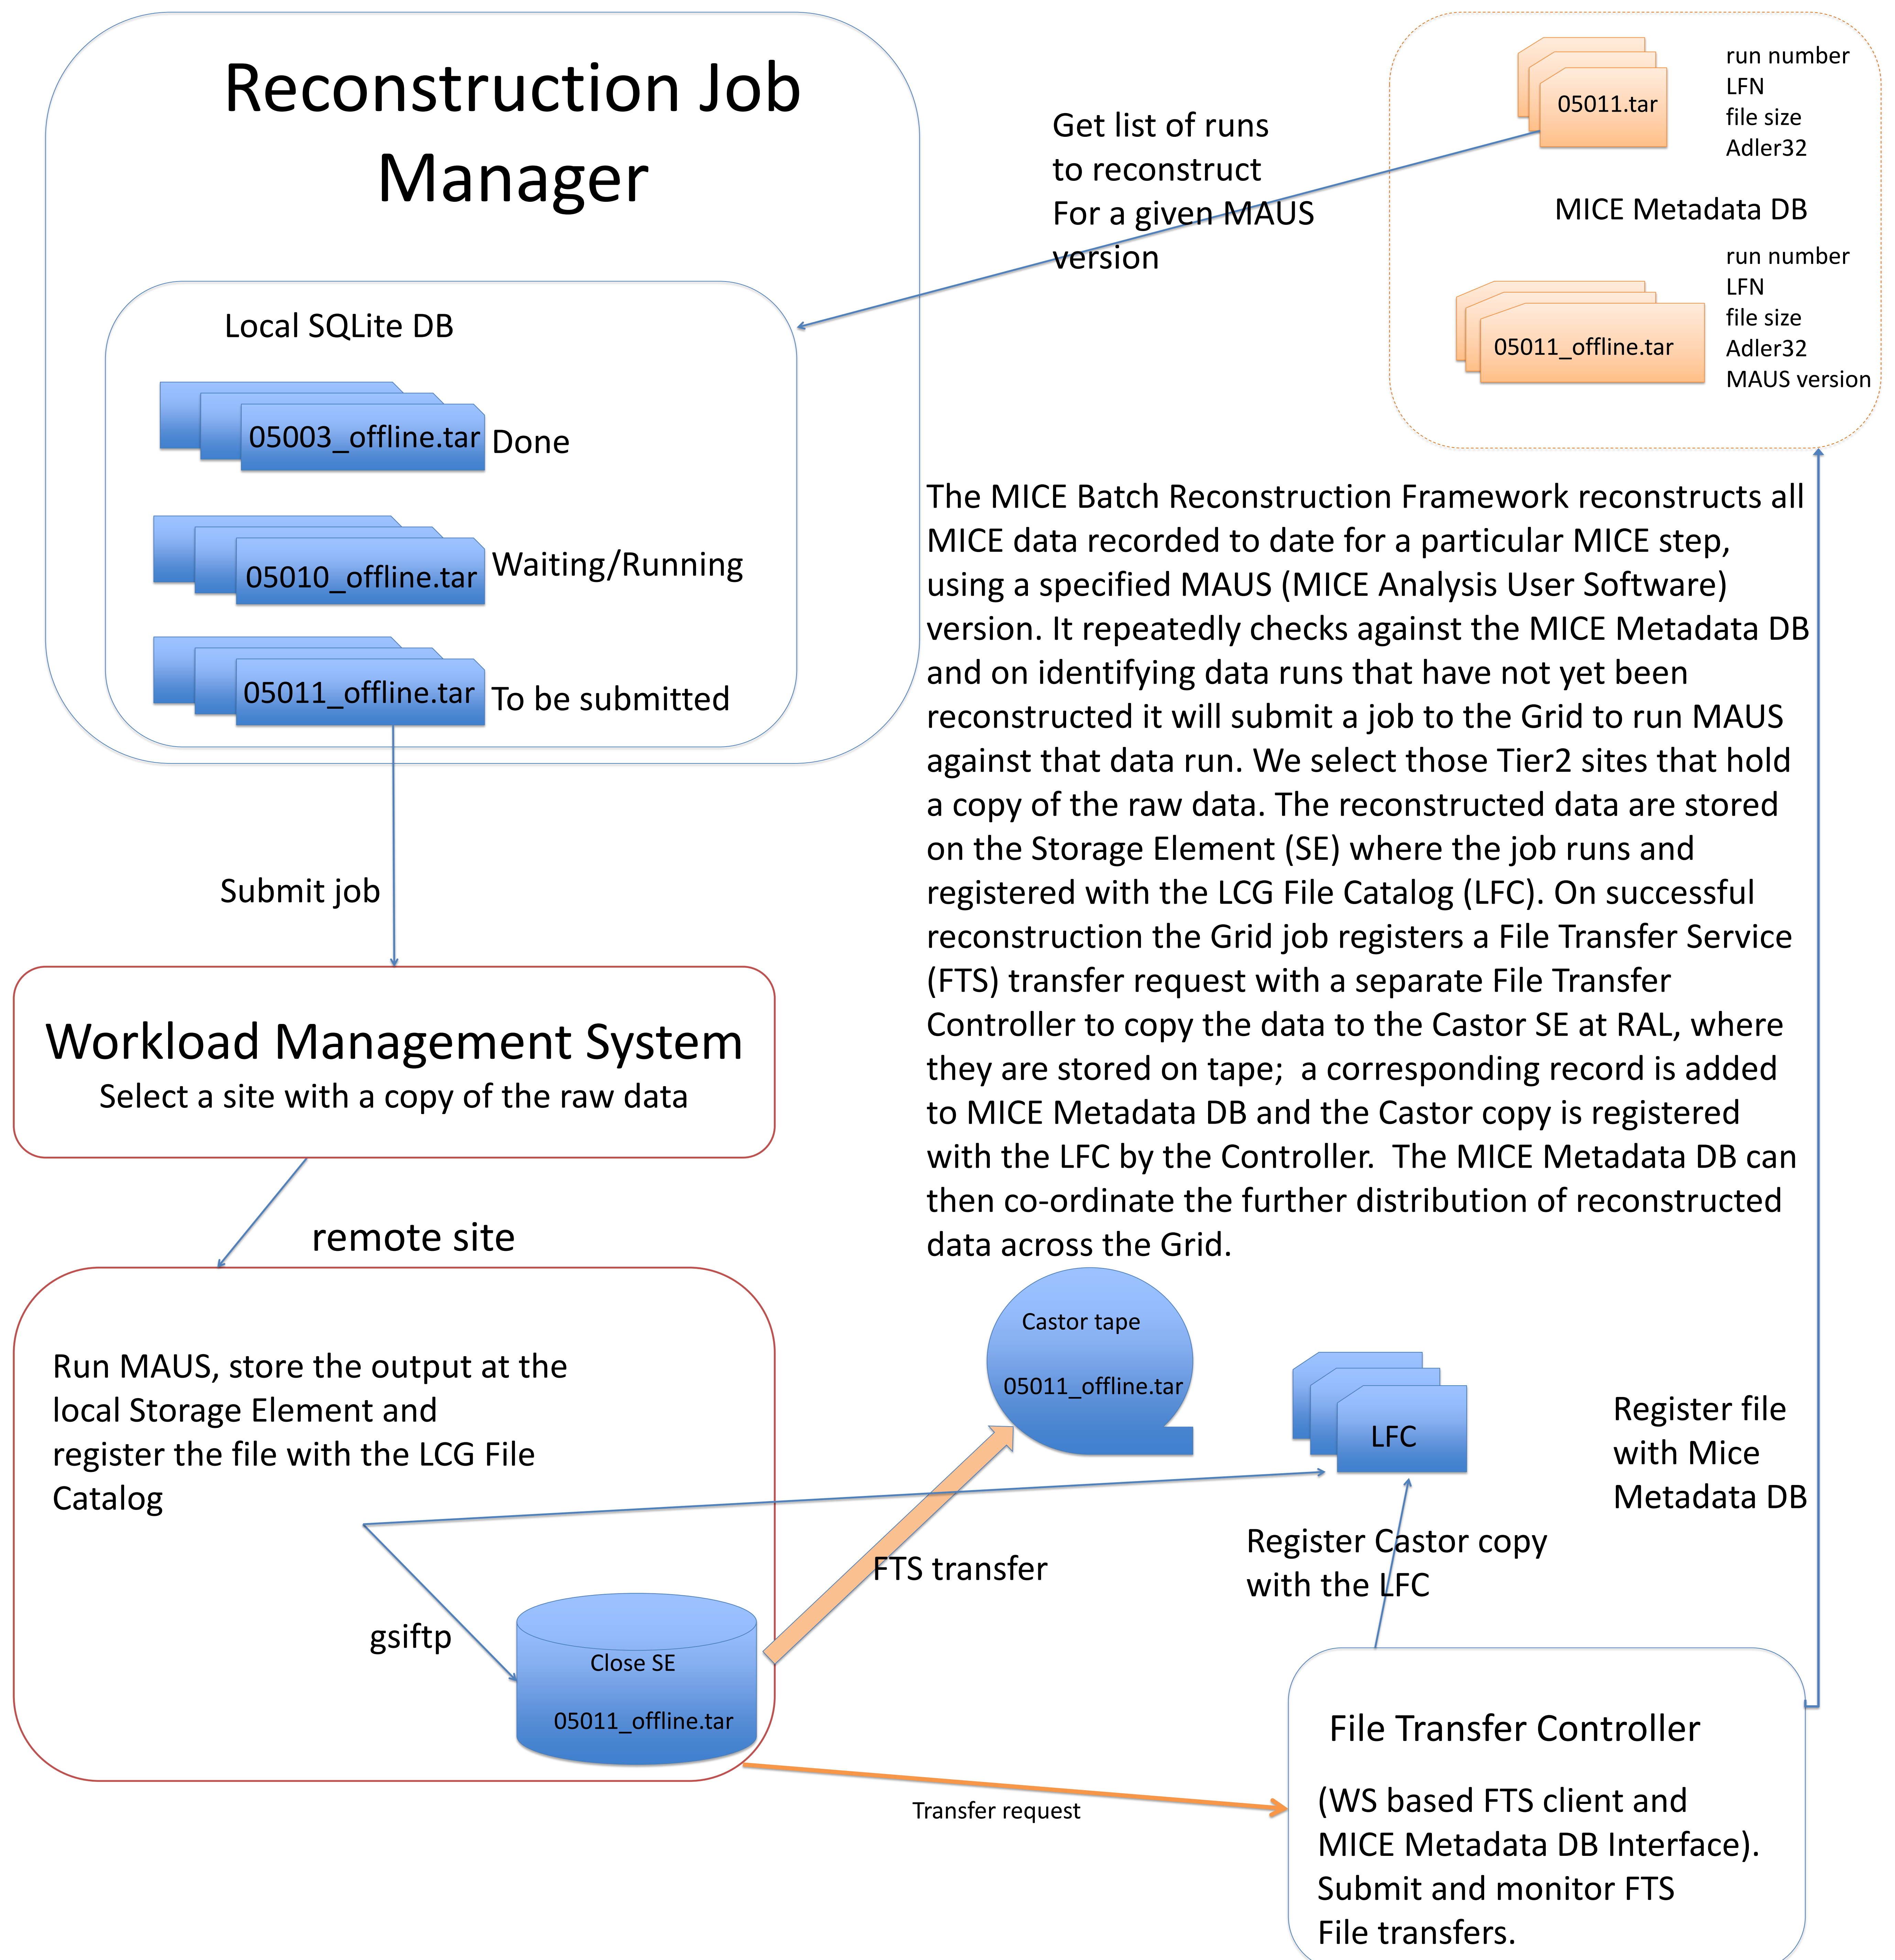 Reconstruction Job
Manager
Local SQLite DB
05003_offline.tar
Done
05010_offline.tar
Waiting/Running
05011_offline.tar
To be submitted
Get list of runs
to reconstruct
For a given MAUS
version
05011.tar
run number
LFN
file size
Adler32
MICE Metadata DB
05011_offline.tar
run number
LFN
file size
Adler32
MAUS version
The MICE Batch Reconstruction Framework reconstructs all
MICE data recorded to date for a particular MICE step,
using a specified MAUS (MICE Analysis User Software)
version. It repeatedly checks against the MICE Metadata DB
and on identifying data runs that have not yet been
reconstructed it will submit a job to the Grid to run MAUS
against that data run. We select those Tier2 sites that hold
a copy of the raw data. The reconstructed data are stored
on the Storage Element (SE) where the job runs and
registered with the LCG File Catalog (LFC). On successful
reconstruction the Grid job registers a File Transfer Service
(FTS) transfer request with a separate File Transfer
Controller to copy the data to the Castor SE at RAL, where
they are stored on tape;  a corresponding record is added
to MICE Metadata DB and the Castor copy is registered
with the LFC by the Controller.  The MICE Metadata DB can
then co-ordinate the further distribution of reconstructed
data across the Grid.
Submit job
Workload Management System
Select a site with a copy of the raw data
remote site
Run MAUS, store the output at the
local Storage Element and
register the file with the LCG File
Catalog
gsiftp
Close SE
05011_offline.tar
FTS transfer
Castor tape
05011_offline.tar
LFC
Register Castor copy
with the LFC
Register file
with Mice
Metadata DB
Transfer request
File Transfer Controller
(WS based FTS client and
MICE Metadata DB Interface).
Submit and monitor FTS
File transfers.